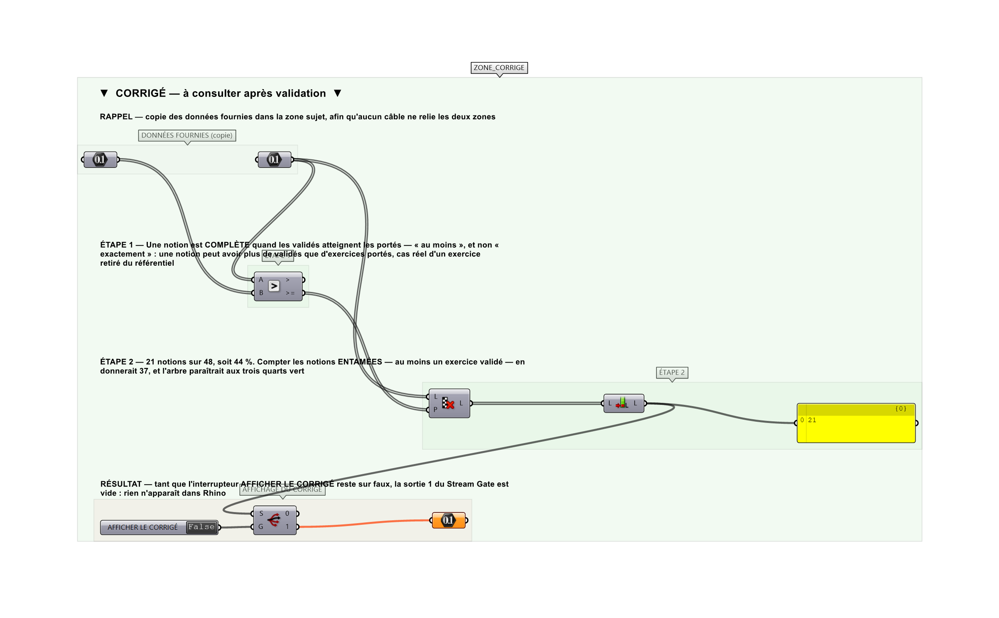 ZONE_CORRIGE
▼ CORRIGÉ — à consulter après validation ▼
RAPPEL — copie des données fournies dans la zone sujet, afin qu'aucun câble ne relie les deux zones
DONNÉES FOURNIES (copie)
0.1
0.1
ÉTAPE 1 — Une notion est COMPLÈTE quand les validés atteignent les portés — « au moins », et non «
exactement » : une notion peut avoir plus de validés que d'exercices portés, cas réel d'un exercice
retiré du référentiel
ÉTAPE 1
A > >
B >=
ÉTAPE 2 — 21 notions sur 48, soit 44 %. Compter les notions ENTAMÉES — au moins un exercice validé — en
donnerait 37, et l'arbre paraîtrait aux trois quarts vert
ÉTAPE 2
L
P
L
L L L
{0}
0 21
RÉSULTAT — tant que l'interrupteur AFFICHER LE CORRIGÉ reste sur faux, la sortie 1 du Stream Gate est
vide : rien n'apparaît dans Rhino
AFFICHAGE DU CORRIGÉ
S 0
G 1
AFFICHER LE CORRIGÉ False
0.1